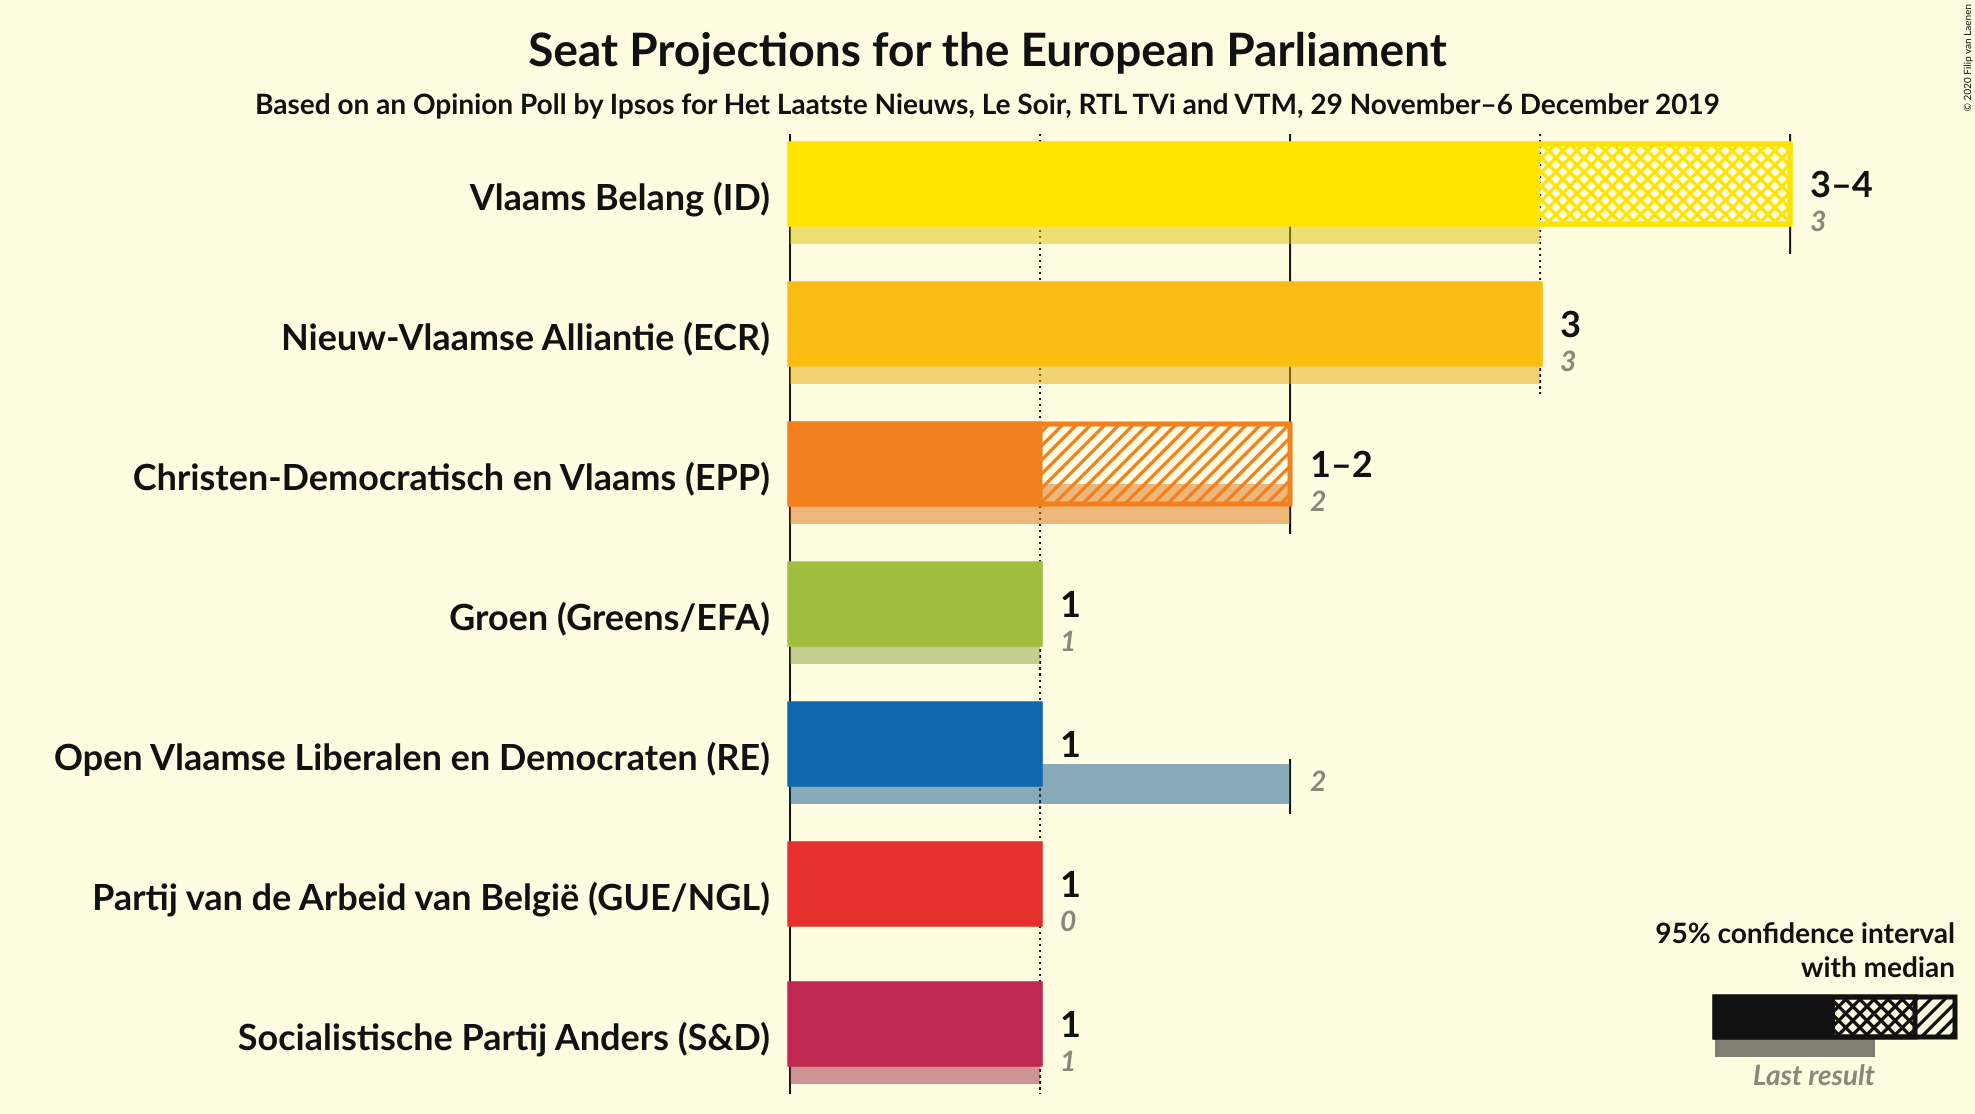 Seat Projections for the European Parliament
Based on an Opinion Poll by Ipsos for Het Laatste Nieuws, Le Soir, RTL TVi and VTM, 29 November–6 December 2019
© 2020 Filip van Laenen
Vlaams Belang (ID)
3–4
3
Nieuw-Vlaamse Alliantie (ECR)
3
3
Christen-Democratisch en Vlaams (EPP)
1–2
2
Groen (Greens/EFA)
1
1
Open Vlaamse Liberalen en Democraten (RE)
1
2
Partij van de Arbeid van België (GUE/NGL)
1
0
Socialistische Partij Anders (S&D)
1
1
95% confidence interval
with median
Last result